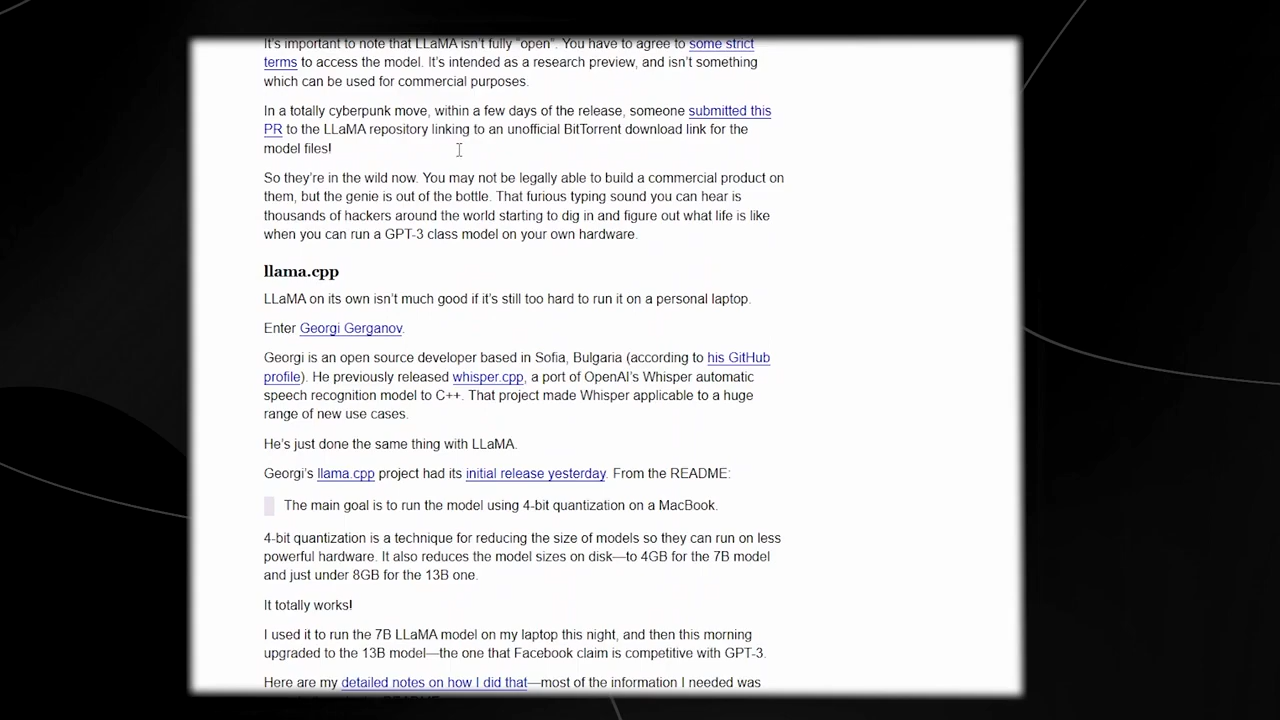 It's important to note that LLaMA isn't fully "open". You have to agree to some strict
terms to access the model. It's intended as a research preview, and isn't something
which can be used for commercial purposes.
In a totally cyberpunk move, within a few days of the release, someone submitted this
PR to the LLaMA repository linking to an unofficial BitTorrent download link for the
model files!
So they're in the wild now. You may not be legally able to build a commercial product on
them, but the genie is out of the bottle. That furious typing sound you can hear is
thousands of hackers around the world starting to dig in and figure out what life is like
when you can run a GPT-3 class model on your own hardware.
llama.cpp
LLaMA on its own isn't much good if it's still too hard to run it on a personal laptop.
Enter Georgi Gerganov.
Georgi is an open source developer based in Sofia, Bulgaria (according to his GitHub
profile). He previously released whisper.cpp, a port of OpenAI's Whisper automatic
speech recognition model to C++. That project made Whisper applicable to a huge
range of new use cases.
He's just done the same thing with LLaMA.
Georgi's llama.cpp project had its initial release yesterday. From the README:
The main goal is to run the model using 4-bit quantization on a MacBook.
4-bit quantization is a technique for reducing the size of models so they can run on less
powerful hardware. It also reduces the model sizes on disk—to 4GB for the 7B model
and just under 8GB for the 13B one.
It totally works!
I used it to run the 7B LLaMA model on my laptop this night, and then this morning
upgraded to the 13B model—the one that Facebook claim is competitive with GPT-3.
Here are my detailed notes on how I did that—most of the information I needed was